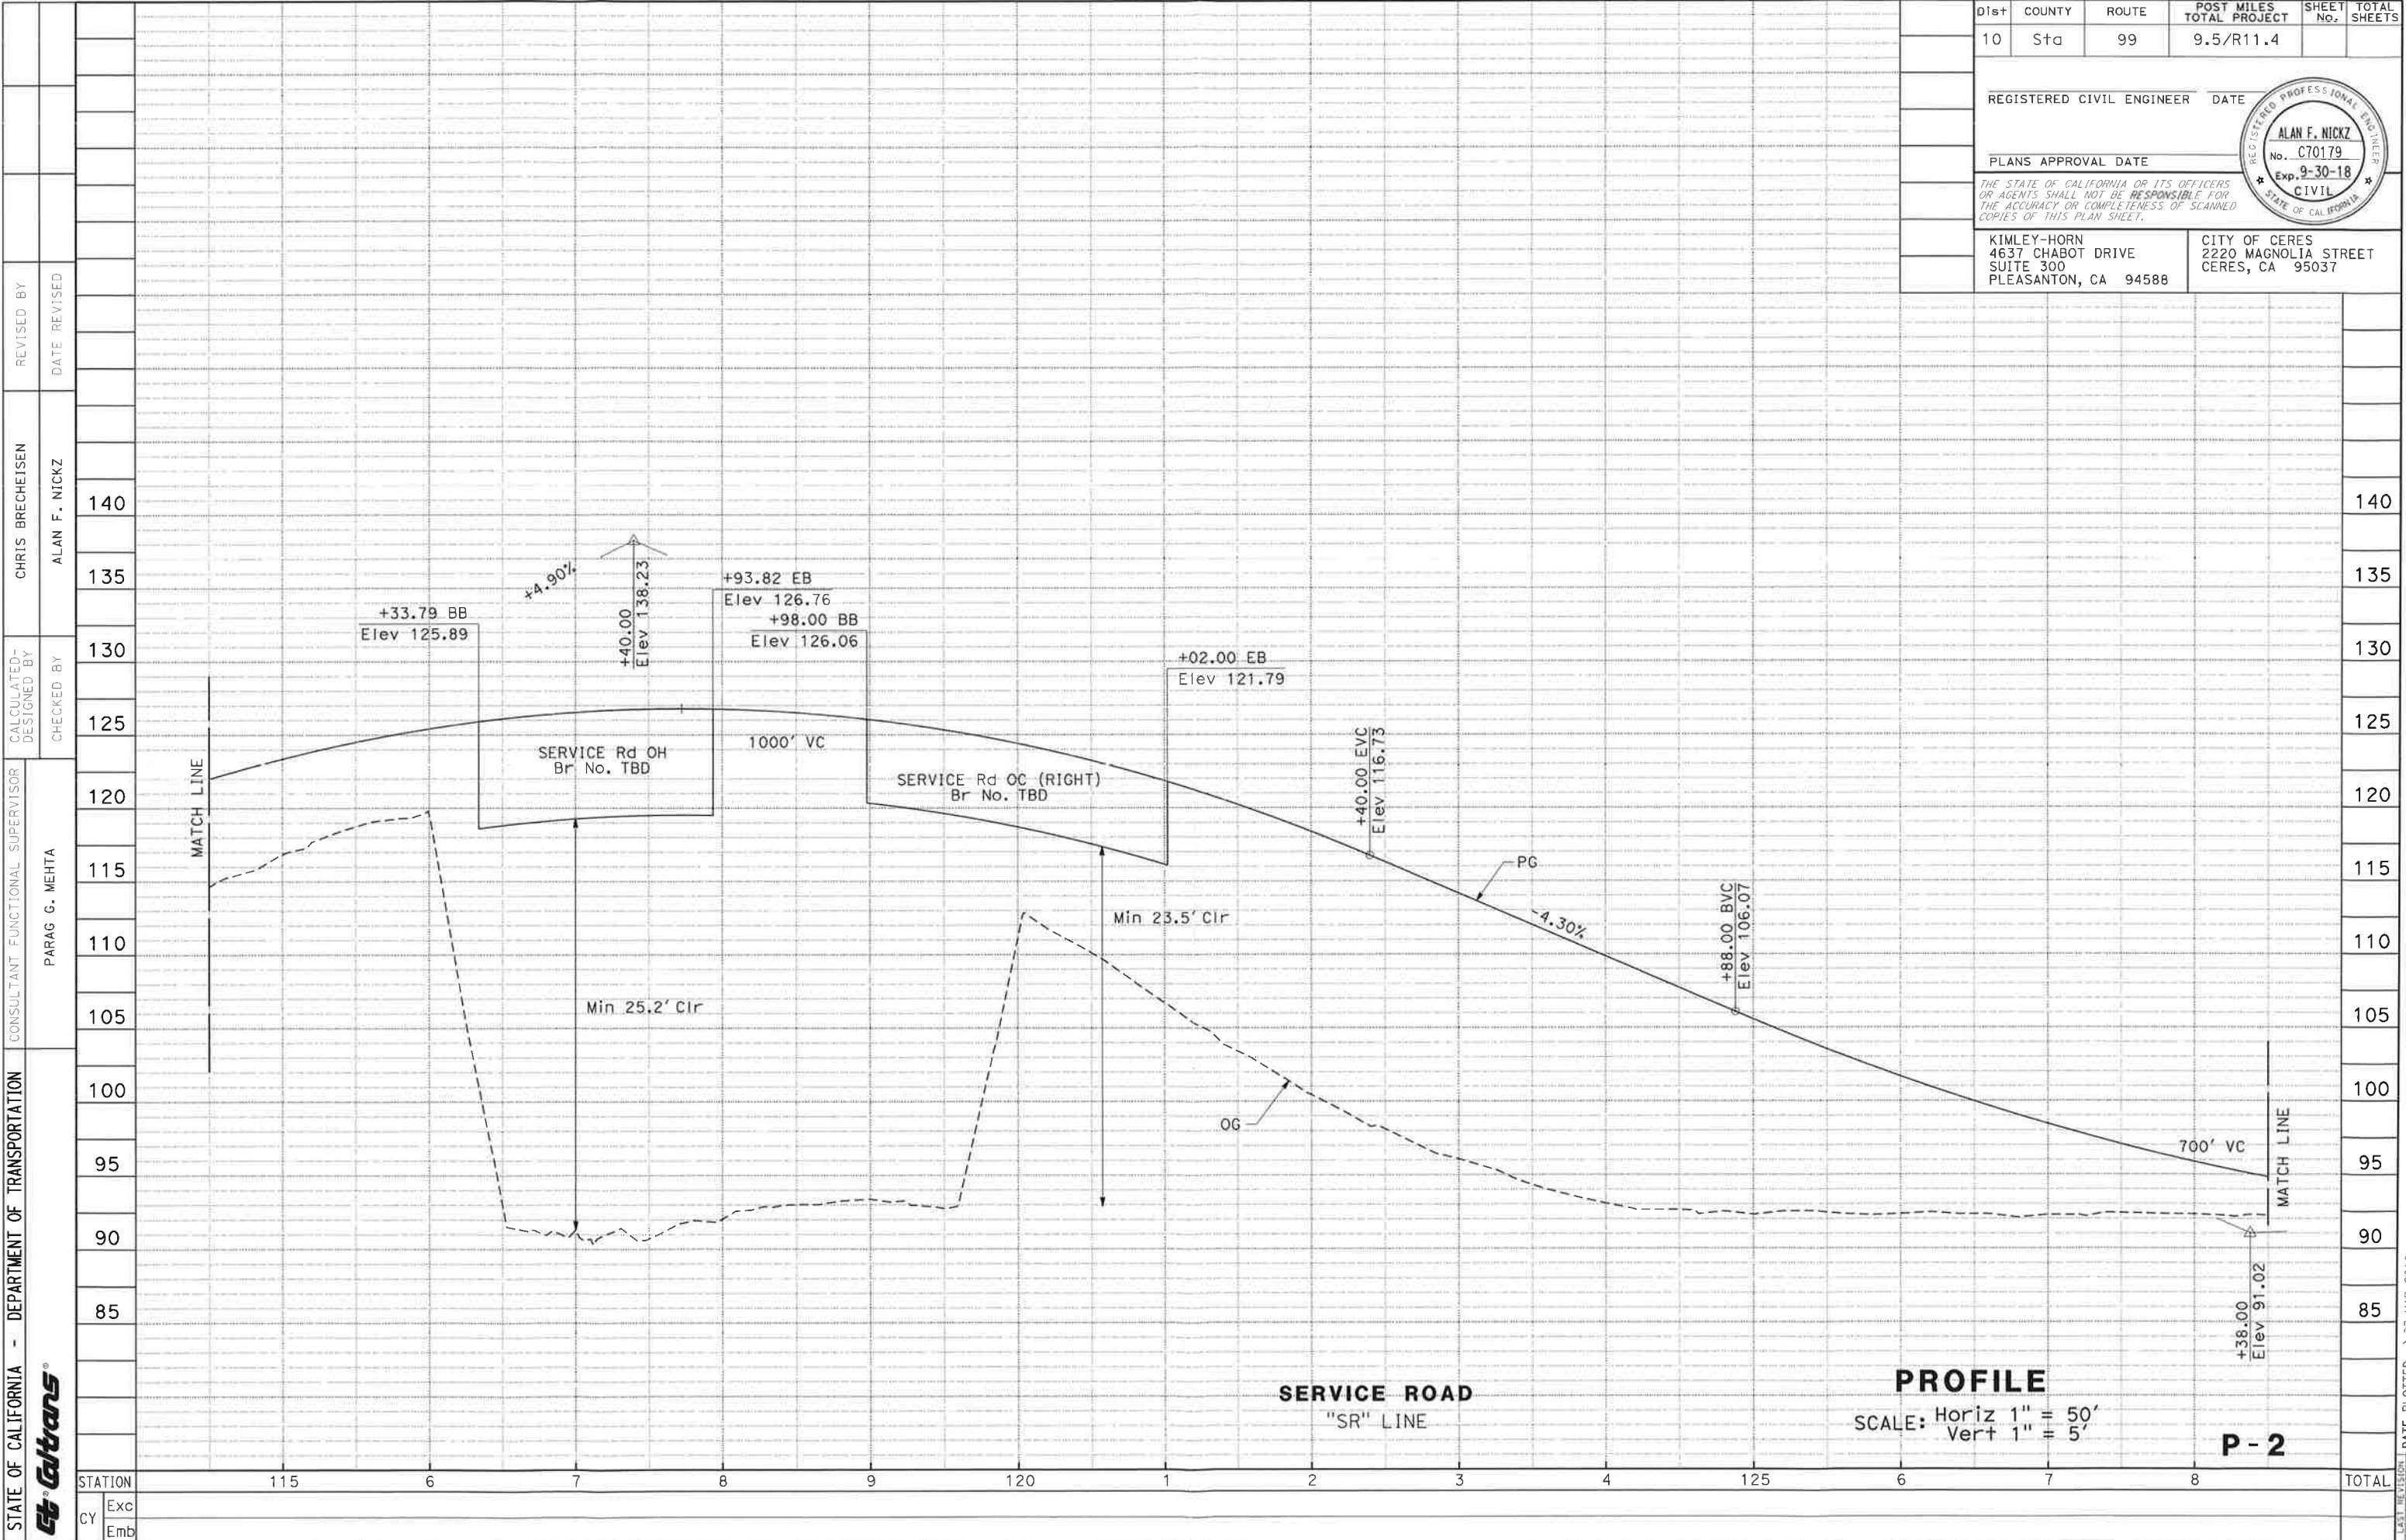 Dist COUNTY ROUTE POST MILES TOTAL PROJECT SHEET No. TOTAL SHEETS
10 Sta 99 9.5/R11.4
REGISTERED CIVIL ENGINEER DATE
PLANS APPROVAL DATE
REGISTERED PROFESSIONAL ENGINEER
ALAN F. NICKZ
No. C70179
Exp. 9-30-18
CIVIL
STATE OF CALIFORNIA
THE STATE OF CALIFORNIA OR ITS OFFICERS
OR AGENTS SHALL NOT BE RESPONSIBLE FOR
THE ACCURACY OR COMPLETENESS OF SCANNED
COPIES OF THIS PLAN SHEET.
KIMLEY-HORN
4637 CHABOT DRIVE
SUITE 300
PLEASANTON, CA 94588
CITY OF CERES
2220 MAGNOLIA STREET
CERES, CA 95037
REVISED BY
DATE REVISED
CHRIS BRECHEISEN
ALAN F. NICKZ
CALCULATED-
DESIGNED BY
CHECKED BY
CONSULTANT FUNCTIONAL SUPERVISOR
PARAG G. MEHTA
STATE OF CALIFORNIA - DEPARTMENT OF TRANSPORTATION
Caltrans
140
135
130
125
120
115
110
105
100
95
90
85
MATCH LINE
+33.79 BB
Elev 125.89
+4.90%
+40.00
Elev 138.23
+93.82 EB
Elev 126.76
+98.00 BB
Elev 126.06
+02.00 EB
Elev 121.79
SERVICE Rd OH
Br No. TBD
1000' VC
SERVICE Rd OC (RIGHT)
Br No. TBD
+40.00 EVC
Elev 116.73
PG
-4.30%
Min 23.5' Clr
Min 25.2' Clr
+88.00 BVC
Elev 106.07
OG
700' VC
MATCH LINE
+38.00
Elev 91.02
140
135
130
125
120
115
110
105
100
95
90
85
SERVICE ROAD
"SR" LINE
PROFILE
SCALE: Horiz 1" = 50'
Vert 1" = 5'
P-2
STATION 115 6 7 8 9 120 1 2 3 4 125 6 7 8 TOTAL
CY Exc
Emb